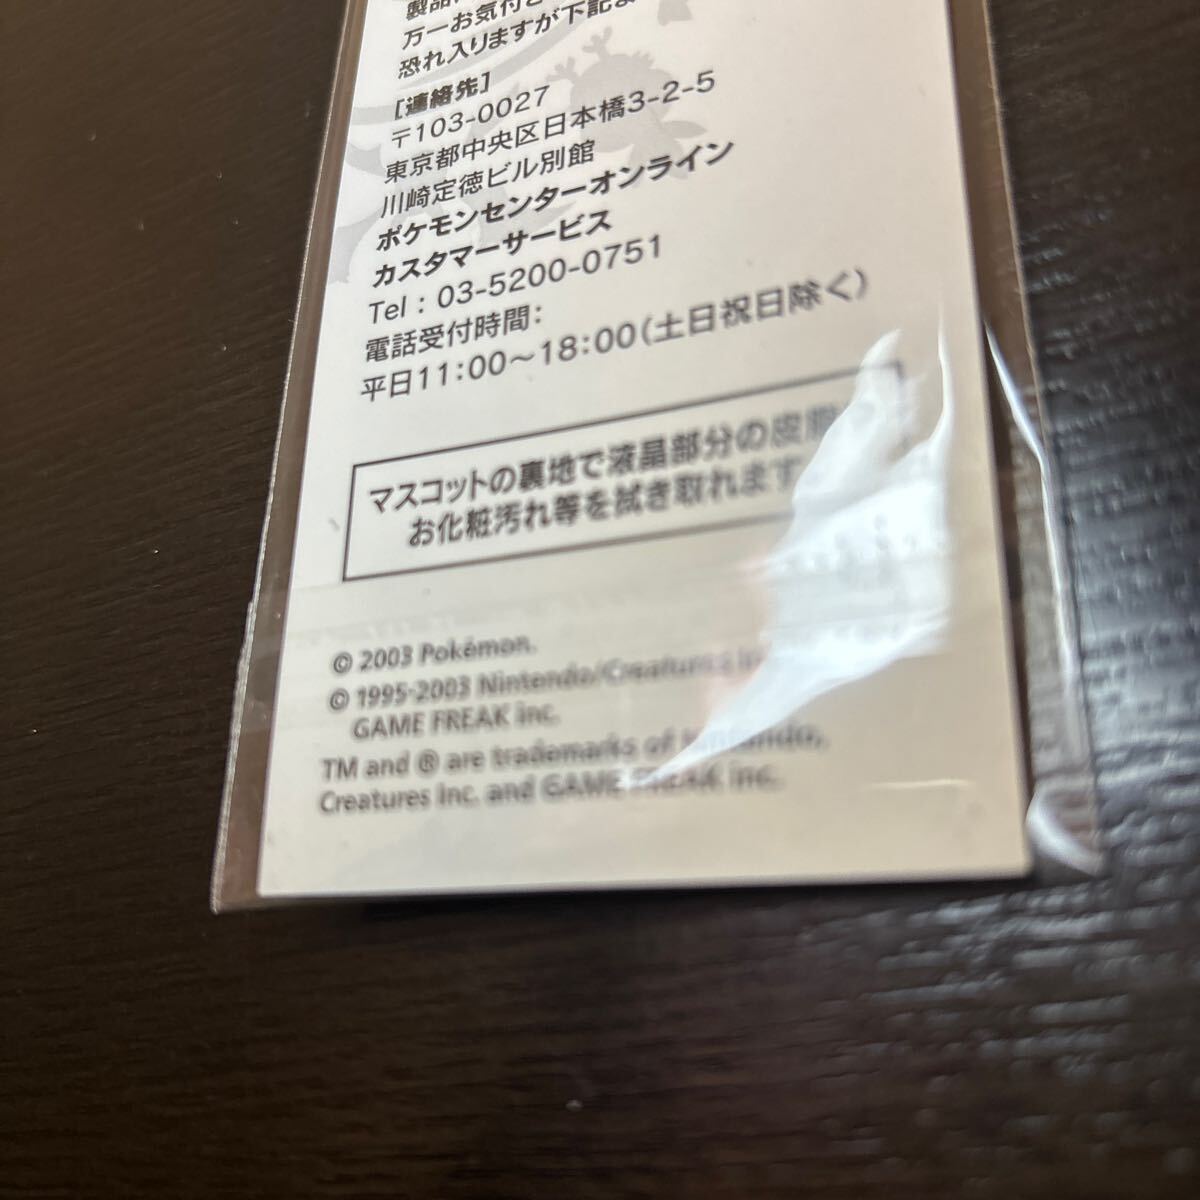 製品
万一お気付き
恐れ入りますが下記ま
[連絡先]
〒103-0027
東京都中央区日本橋3-2-5
川崎定徳ビル別館
ポケモンセンターオンライン
カスタマーサービス
Tel : 03-5200-0751
電話受付時間：
平日11:00～18:00(土日祝日除く)
マスコットの裏地で液晶部分の皮脂
お化粧汚れ等を拭き取れます
© 2003 Pokémon.
© 1995-2003 Nintendo/Creatures Inc.
GAME FREAK inc.
TM and ® are trademarks of Nintendo,
Creatures Inc. and GAME FREAK inc.